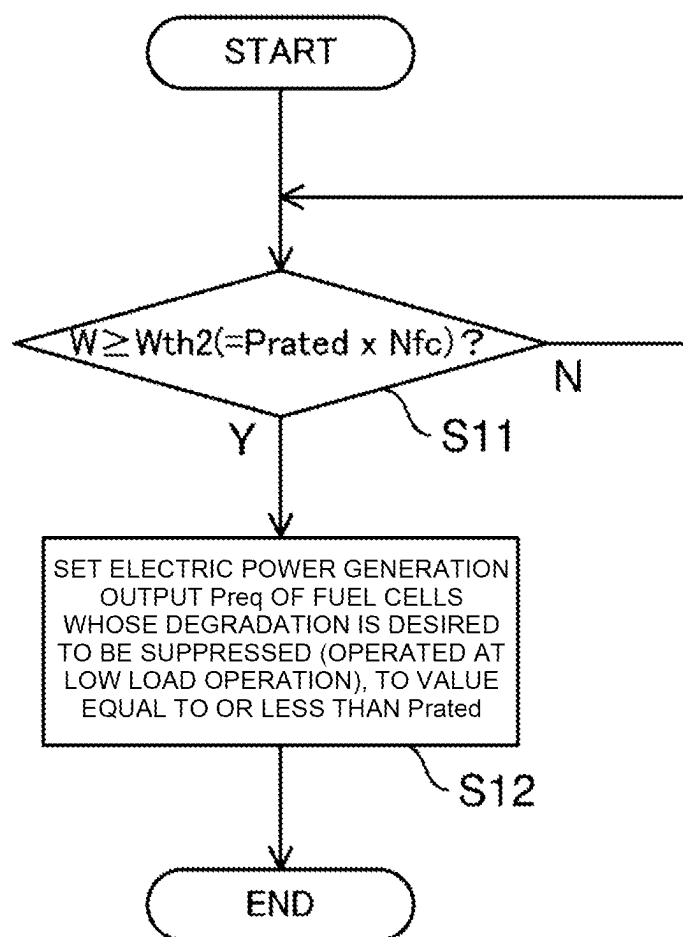 START
W≧Wth2(=Prated x Nfc)?
N
S11
Y
SET ELECTRIC POWER GENERATION
OUTPUT Preq OF FUEL CELLS
WHOSE DEGRADATION IS DESIRED
TO BE SUPPRESSED (OPERATED AT
LOW LOAD OPERATION), TO VALUE
EQUAL TO OR LESS THAN Prated
S12
END